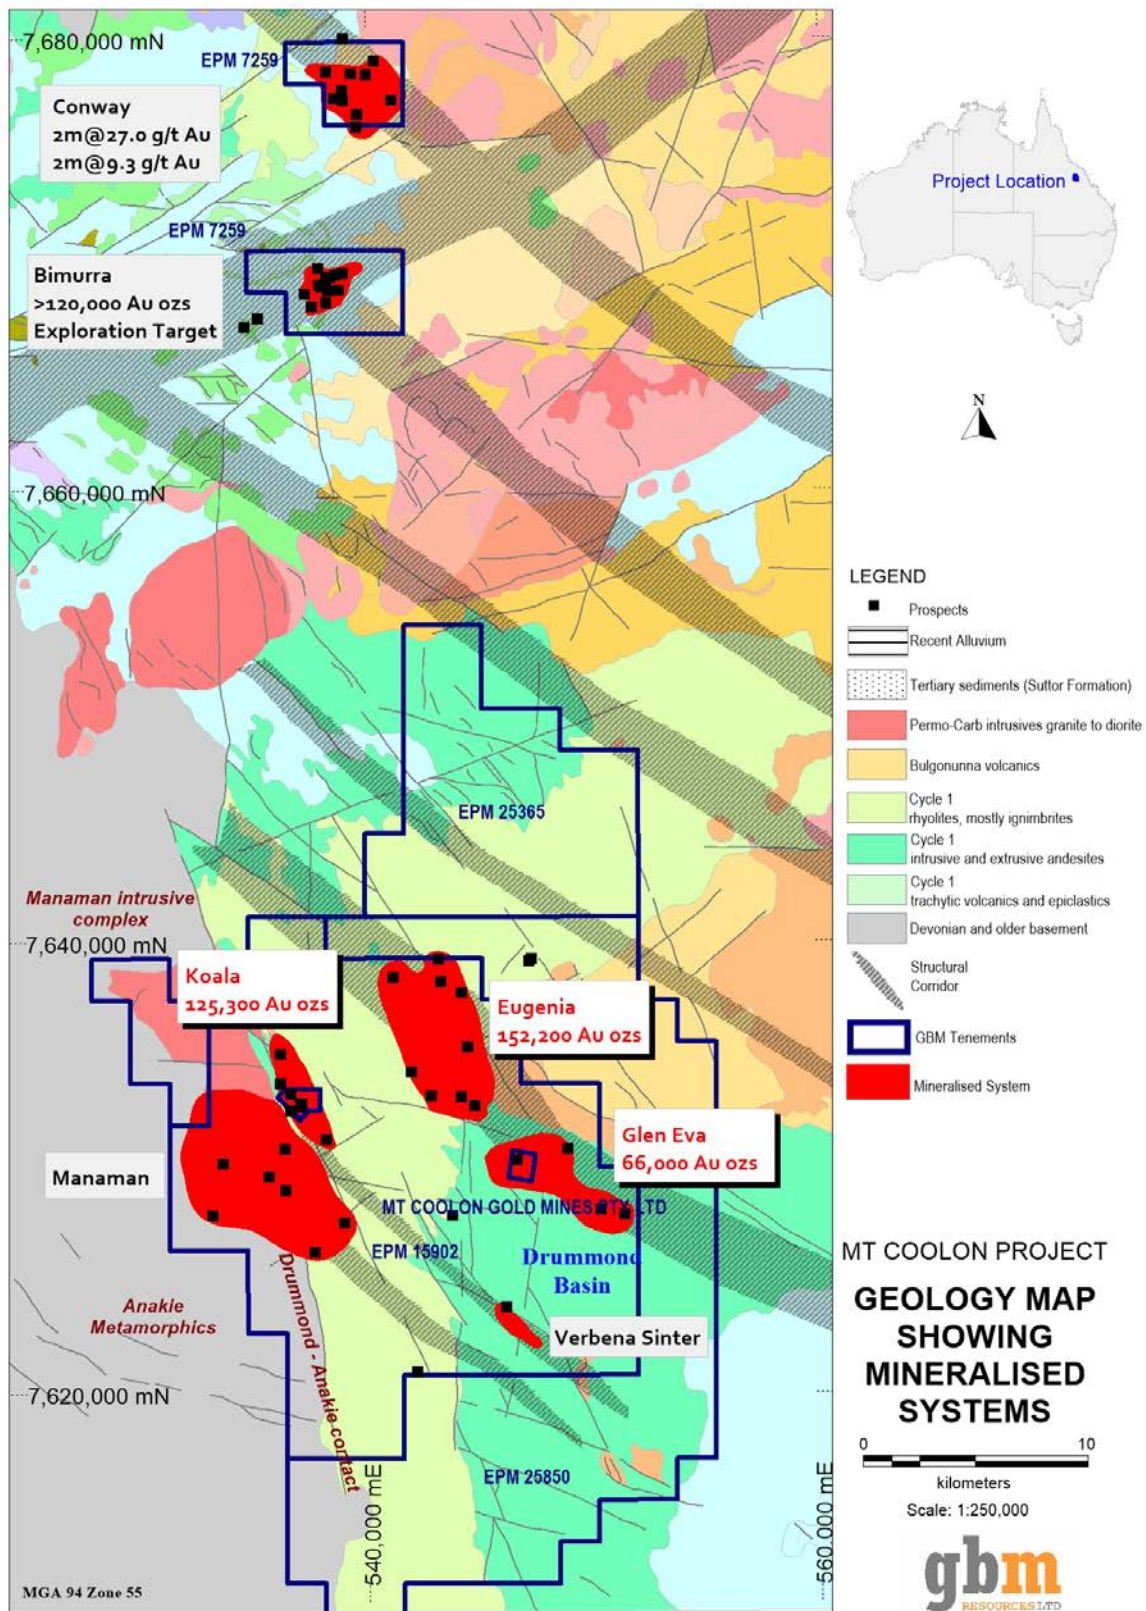 7,680,000 mN
EPM 7259
Conway
2m@27.0 g/t Au
2m@9.3 g/t Au
EPM 7259
Bimurra
>120,000 Au ozs
Exploration Target
7,660,000 mN
EPM 25365
Manaman intrusive
complex
7,640,000 mN
Koala
125,300 Au ozs
Eugenia
152,200 Au ozs
Glen Eva
66,000 Au ozs
Manaman
MT COOLON GOLD MINES PTY LTD
EPM 15902
Drummond
Basin
Anakie
Metamorphics
Drummond - Anakie contact
Verbena Sinter
7,620,000 mN
EPM 25850
540,000 mE
560,000 mE
MGA 94 Zone 55
Project Location
N
LEGEND
Prospects
Recent Alluvium
Tertiary sediments (Suttor Formation)
Permo-Carb intrusives granite to diorite
Bulgonunna volcanics
Cycle 1
rhyolites, mostly ignimbrites
Cycle 1
intrusive and extrusive andesites
Cycle 1
trachytic volcanics and epiclastics
Devonian and older basement
Structural
Corridor
GBM Tenements
Mineralised System
MT COOLON PROJECT
GEOLOGY MAP
SHOWING
MINERALISED
SYSTEMS
0 10
kilometers
Scale: 1:250,000
gbm
RESOURCES LTD